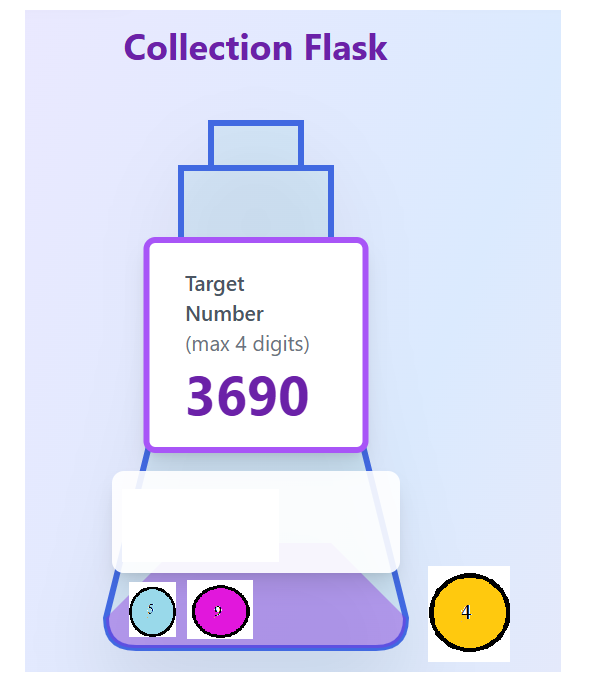 Collection Flask
Target
Number
(max 4 digits)
3690
5
4